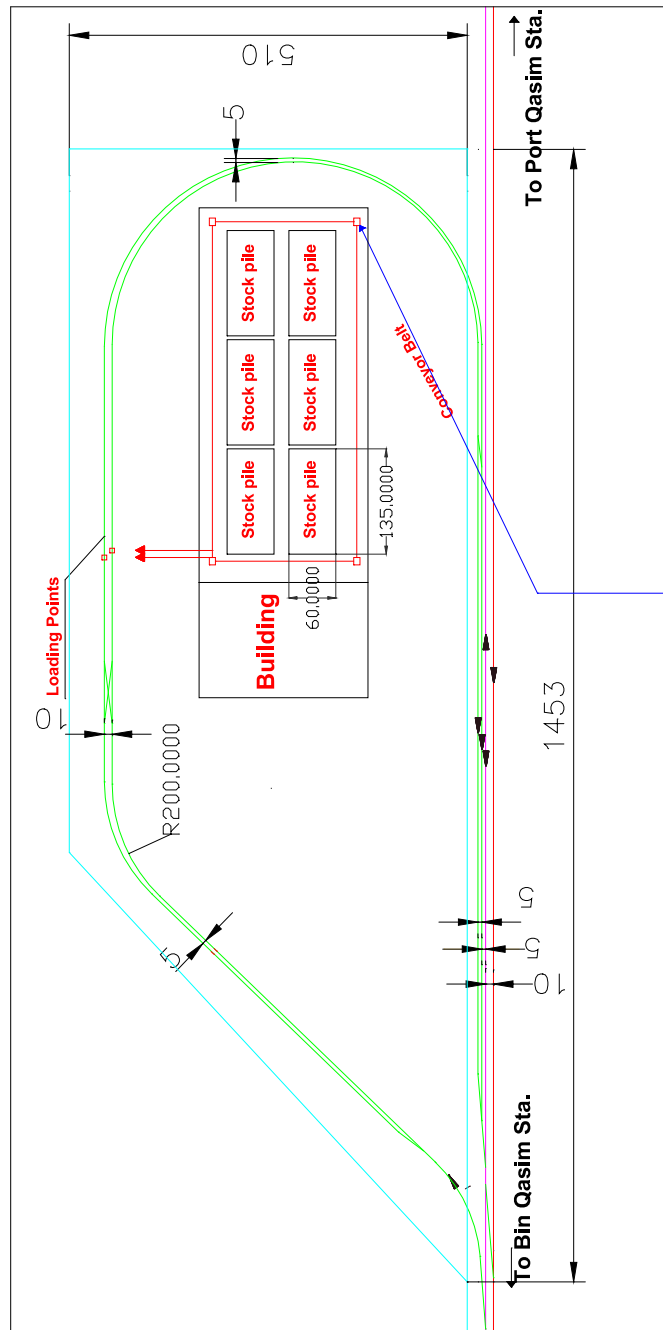 510
5
To Port Qasim Sta.
Stock pile
Stock pile
Stock pile
Stock pile
Stock pile
Stock pile
Conveyor Belt
135.0000
60.0000
Building
Loading Points
10
R200.0000
1453
5
5
5
10
To Bin Qasim Sta.